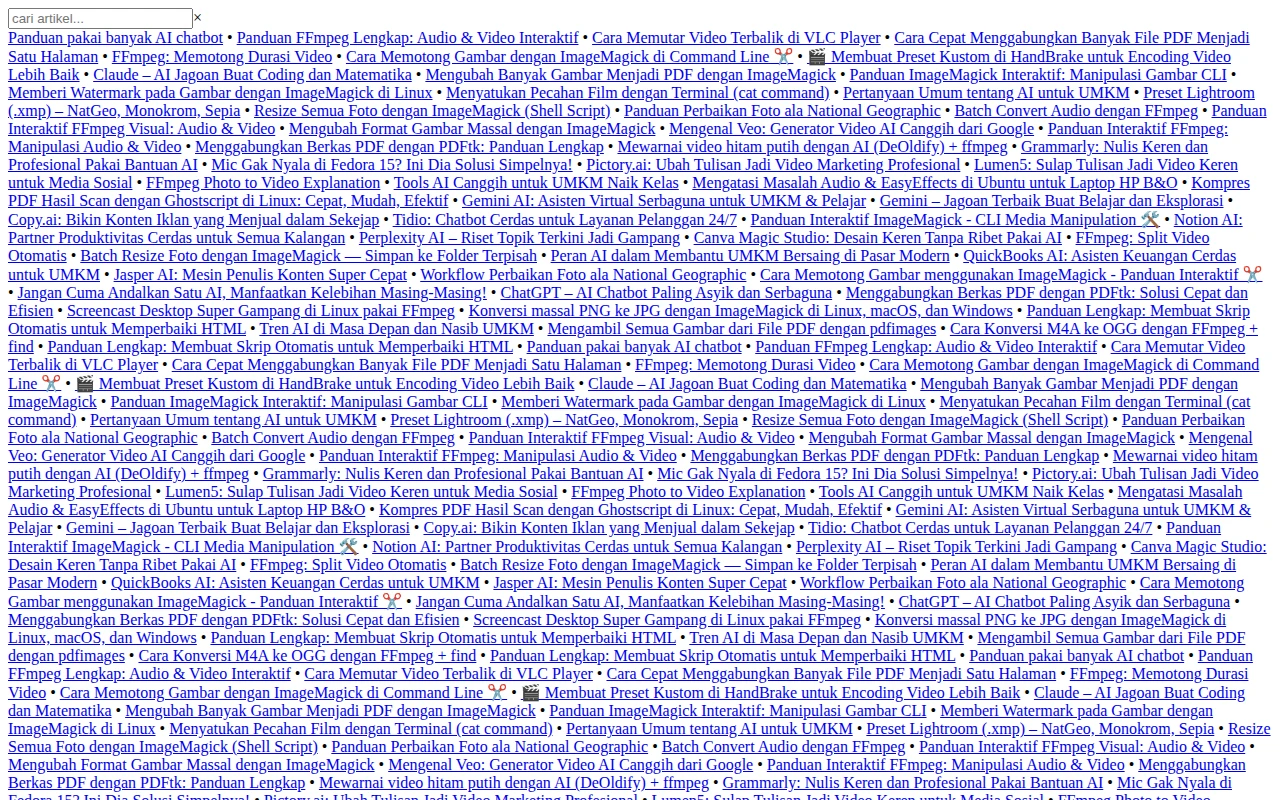 cari artikel... ×
Panduan pakai banyak AI chatbot • Panduan FFmpeg Lengkap: Audio & Video Interaktif • Cara Memutar Video Terbalik di VLC Player • Cara Cepat Menggabungkan Banyak File PDF Menjadi
Satu Halaman • FFmpeg: Memotong Durasi Video • Cara Memotong Gambar dengan ImageMagick di Command Line ✂️ • 🎬 Membuat Preset Kustom di HandBrake untuk Encoding Video
Lebih Baik • Claude – AI Jagoan Buat Coding dan Matematika • Mengubah Banyak Gambar Menjadi PDF dengan ImageMagick • Panduan ImageMagick Interaktif: Manipulasi Gambar CLI •
Memberi Watermark pada Gambar dengan ImageMagick di Linux • Menyatukan Pecahan Film dengan Terminal (cat command) • Pertanyaan Umum tentang AI untuk UMKM • Preset Lightroom
(.xmp) – NatGeo, Monokrom, Sepia • Resize Semua Foto dengan ImageMagick (Shell Script) • Panduan Perbaikan Foto ala National Geographic • Batch Convert Audio dengan FFmpeg • Panduan
Interaktif FFmpeg Visual: Audio & Video • Mengubah Format Gambar Massal dengan ImageMagick • Mengenal Veo: Generator Video AI Canggih dari Google • Panduan Interaktif FFmpeg:
Manipulasi Audio & Video • Menggabungkan Berkas PDF dengan PDFtk: Panduan Lengkap • Mewarnai video hitam putih dengan AI (DeOldify) + ffmpeg • Grammarly: Nulis Keren dan
Profesional Pakai Bantuan AI • Mic Gak Nyala di Fedora 15? Ini Dia Solusi Simpelnya! • Pictory.ai: Ubah Tulisan Jadi Video Marketing Profesional • Lumen5: Sulap Tulisan Jadi Video Keren
untuk Media Sosial • FFmpeg Photo to Video Explanation • Tools AI Canggih untuk UMKM Naik Kelas • Mengatasi Masalah Audio & EasyEffects di Ubuntu untuk Laptop HP B&O • Kompres
PDF Hasil Scan dengan Ghostscript di Linux: Cepat, Mudah, Efektif • Gemini AI: Asisten Virtual Serbaguna untuk UMKM & Pelajar • Gemini – Jagoan Terbaik Buat Belajar dan Eksplorasi •
Copy.ai: Bikin Konten Iklan yang Menjual dalam Sekejap • Tidio: Chatbot Cerdas untuk Layanan Pelanggan 24/7 • Panduan Interaktif ImageMagick - CLI Media Manipulation 🛠️ • Notion AI:
Partner Produktivitas Cerdas untuk Semua Kalangan • Perplexity AI – Riset Topik Terkini Jadi Gampang • Canva Magic Studio: Desain Keren Tanpa Ribet Pakai AI • FFmpeg: Split Video
Otomatis • Batch Resize Foto dengan ImageMagick — Simpan ke Folder Terpisah • Peran AI dalam Membantu UMKM Bersaing di Pasar Modern • QuickBooks AI: Asisten Keuangan Cerdas
untuk UMKM • Jasper AI: Mesin Penulis Konten Super Cepat • Workflow Perbaikan Foto ala National Geographic • Cara Memotong Gambar menggunakan ImageMagick - Panduan Interaktif ✂️
• Jangan Cuma Andalkan Satu AI, Manfaatkan Kelebihan Masing-Masing! • ChatGPT – AI Chatbot Paling Asyik dan Serbaguna • Menggabungkan Berkas PDF dengan PDFtk: Solusi Cepat dan
Efisien • Screencast Desktop Super Gampang di Linux pakai FFmpeg • Konversi massal PNG ke JPG dengan ImageMagick di Linux, macOS, dan Windows • Panduan Lengkap: Membuat Skrip
Otomatis untuk Memperbaiki HTML • Tren AI di Masa Depan dan Nasib UMKM • Mengambil Semua Gambar dari File PDF dengan pdfimages • Cara Konversi M4A ke OGG dengan FFmpeg +
find • Panduan Lengkap: Membuat Skrip Otomatis untuk Memperbaiki HTML • Panduan pakai banyak AI chatbot • Panduan FFmpeg Lengkap: Audio & Video Interaktif • Cara Memutar Video
Terbalik di VLC Player • Cara Cepat Menggabungkan Banyak File PDF Menjadi Satu Halaman • FFmpeg: Memotong Durasi Video • Cara Memotong Gambar dengan ImageMagick di Command
Line ✂️ • 🎬 Membuat Preset Kustom di HandBrake untuk Encoding Video Lebih Baik • Claude – AI Jagoan Buat Coding dan Matematika • Mengubah Banyak Gambar Menjadi PDF dengan
ImageMagick • Panduan ImageMagick Interaktif: Manipulasi Gambar CLI • Memberi Watermark pada Gambar dengan ImageMagick di Linux • Menyatukan Pecahan Film dengan Terminal (cat
command) • Pertanyaan Umum tentang AI untuk UMKM • Preset Lightroom (.xmp) – NatGeo, Monokrom, Sepia • Resize Semua Foto dengan ImageMagick (Shell Script) • Panduan Perbaikan
Foto ala National Geographic • Batch Convert Audio dengan FFmpeg • Panduan Interaktif FFmpeg Visual: Audio & Video • Mengubah Format Gambar Massal dengan ImageMagick • Mengenal
Veo: Generator Video AI Canggih dari Google • Panduan Interaktif FFmpeg: Manipulasi Audio & Video • Menggabungkan Berkas PDF dengan PDFtk: Panduan Lengkap • Mewarnai video hitam
putih dengan AI (DeOldify) + ffmpeg • Grammarly: Nulis Keren dan Profesional Pakai Bantuan AI • Mic Gak Nyala di Fedora 15? Ini Dia Solusi Simpelnya! • Pictory.ai: Ubah Tulisan Jadi Video
Marketing Profesional • Lumen5: Sulap Tulisan Jadi Video Keren untuk Media Sosial • FFmpeg Photo to Video Explanation • Tools AI Canggih untuk UMKM Naik Kelas • Mengatasi Masalah
Audio & EasyEffects di Ubuntu untuk Laptop HP B&O • Kompres PDF Hasil Scan dengan Ghostscript di Linux: Cepat, Mudah, Efektif • Gemini AI: Asisten Virtual Serbaguna untuk UMKM &
Pelajar • Gemini – Jagoan Terbaik Buat Belajar dan Eksplorasi • Copy.ai: Bikin Konten Iklan yang Menjual dalam Sekejap • Tidio: Chatbot Cerdas untuk Layanan Pelanggan 24/7 • Panduan
Interaktif ImageMagick - CLI Media Manipulation 🛠️ • Notion AI: Partner Produktivitas Cerdas untuk Semua Kalangan • Perplexity AI – Riset Topik Terkini Jadi Gampang • Canva Magic Studio:
Desain Keren Tanpa Ribet Pakai AI • FFmpeg: Split Video Otomatis • Batch Resize Foto dengan ImageMagick — Simpan ke Folder Terpisah • Peran AI dalam Membantu UMKM Bersaing di
Pasar Modern • QuickBooks AI: Asisten Keuangan Cerdas untuk UMKM • Jasper AI: Mesin Penulis Konten Super Cepat • Workflow Perbaikan Foto ala National Geographic • Cara Memotong
Gambar menggunakan ImageMagick - Panduan Interaktif ✂️ • Jangan Cuma Andalkan Satu AI, Manfaatkan Kelebihan Masing-Masing! • ChatGPT – AI Chatbot Paling Asyik dan Serbaguna •
Menggabungkan Berkas PDF dengan PDFtk: Solusi Cepat dan Efisien • Screencast Desktop Super Gampang di Linux pakai FFmpeg • Konversi massal PNG ke JPG dengan ImageMagick di
Linux, macOS, dan Windows • Panduan Lengkap: Membuat Skrip Otomatis untuk Memperbaiki HTML • Tren AI di Masa Depan dan Nasib UMKM • Mengambil Semua Gambar dari File PDF
dengan pdfimages • Cara Konversi M4A ke OGG dengan FFmpeg + find • Panduan Lengkap: Membuat Skrip Otomatis untuk Memperbaiki HTML • Panduan pakai banyak AI chatbot • Panduan
FFmpeg Lengkap: Audio & Video Interaktif • Cara Memutar Video Terbalik di VLC Player • Cara Cepat Menggabungkan Banyak File PDF Menjadi Satu Halaman • FFmpeg: Memotong Durasi
Video • Cara Memotong Gambar dengan ImageMagick di Command Line ✂️ • 🎬 Membuat Preset Kustom di HandBrake untuk Encoding Video Lebih Baik • Claude – AI Jagoan Buat Coding
dan Matematika • Mengubah Banyak Gambar Menjadi PDF dengan ImageMagick • Panduan ImageMagick Interaktif: Manipulasi Gambar CLI • Memberi Watermark pada Gambar dengan
ImageMagick di Linux • Menyatukan Pecahan Film dengan Terminal (cat command) • Pertanyaan Umum tentang AI untuk UMKM • Preset Lightroom (.xmp) – NatGeo, Monokrom, Sepia • Resize
Semua Foto dengan ImageMagick (Shell Script) • Panduan Perbaikan Foto ala National Geographic • Batch Convert Audio dengan FFmpeg • Panduan Interaktif FFmpeg Visual: Audio & Video •
Mengubah Format Gambar Massal dengan ImageMagick • Mengenal Veo: Generator Video AI Canggih dari Google • Panduan Interaktif FFmpeg: Manipulasi Audio & Video • Menggabungkan
Berkas PDF dengan PDFtk: Panduan Lengkap • Mewarnai video hitam putih dengan AI (DeOldify) + ffmpeg • Grammarly: Nulis Keren dan Profesional Pakai Bantuan AI • Mic Gak Nyala di
Fedora 15? Ini Dia Solusi Simpelnya! • Pictory.ai: Ubah Tulisan Jadi Video Marketing Profesional • Lumen5: Sulap Tulisan Jadi Video Keren untuk Media Sosial • FFmpeg Photo to Video